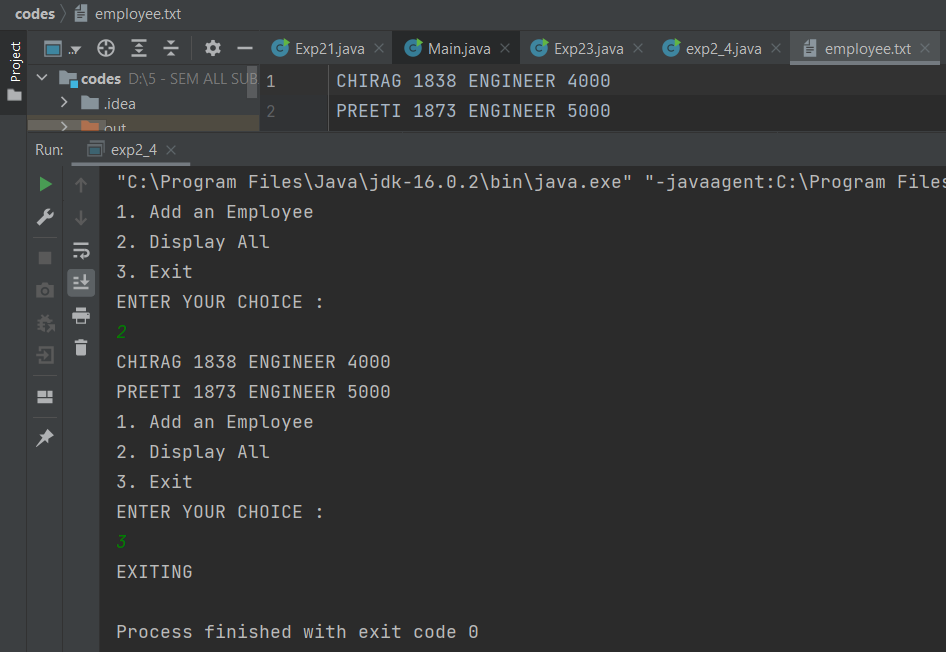 codes employee.txt
Project
Exp21.java Main.java Exp23.java exp2_4.java employee.txt
codes D:\5 - SEM ALL SUB
.idea
out
1 CHIRAG 1838 ENGINEER 4000
2 PREETI 1873 ENGINEER 5000
Run: exp2_4
"C:\Program Files\Java\jdk-16.0.2\bin\java.exe" "-javaagent:C:\Program Files
1. Add an Employee
2. Display All
3. Exit
ENTER YOUR CHOICE :
2
CHIRAG 1838 ENGINEER 4000
PREETI 1873 ENGINEER 5000
1. Add an Employee
2. Display All
3. Exit
ENTER YOUR CHOICE :
3
EXITING
Process finished with exit code 0